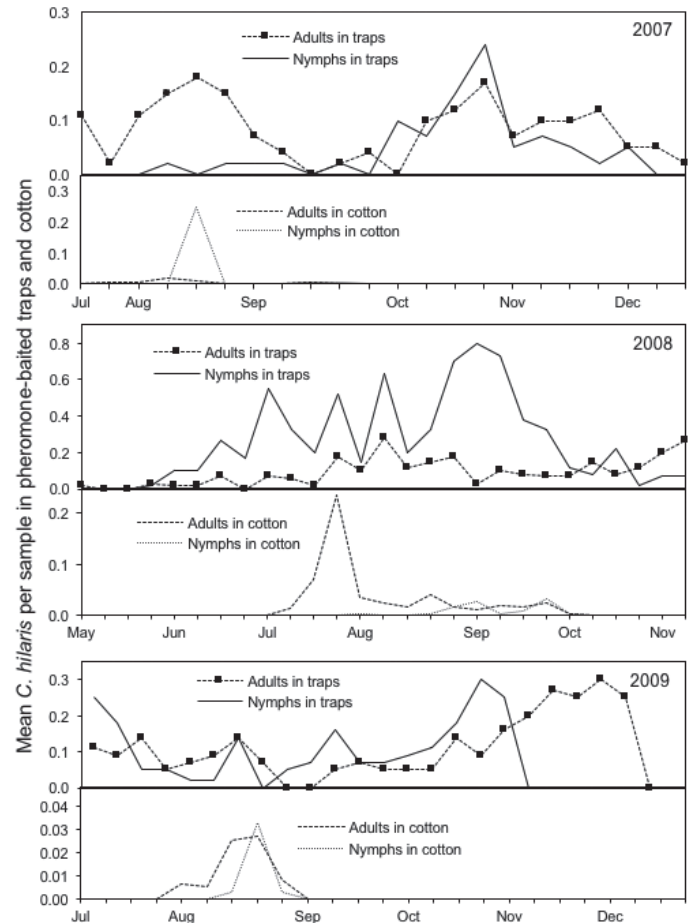 Mean C. hilaris per sample in pheromone-baited traps and cotton
2007
0.3
0.2
0.1
0.0
Adults in traps
Nymphs in traps
0.3
0.2
0.1
0.0
Adults in cotton
Nymphs in cotton
Jul Aug Sep Oct Nov Dec
2008
0.8
0.6
0.4
0.2
0.0
Adults in traps
Nymphs in traps
0.2
0.1
0.0
Adults in cotton
Nymphs in cotton
May Jun Jul Aug Sep Oct Nov
2009
0.3
0.2
0.1
0.0
Adults in traps
Nymphs in traps
0.04
0.03
0.02
0.01
0.00
Adults in cotton
Nymphs in cotton
Jul Aug Sep Oct Nov Dec